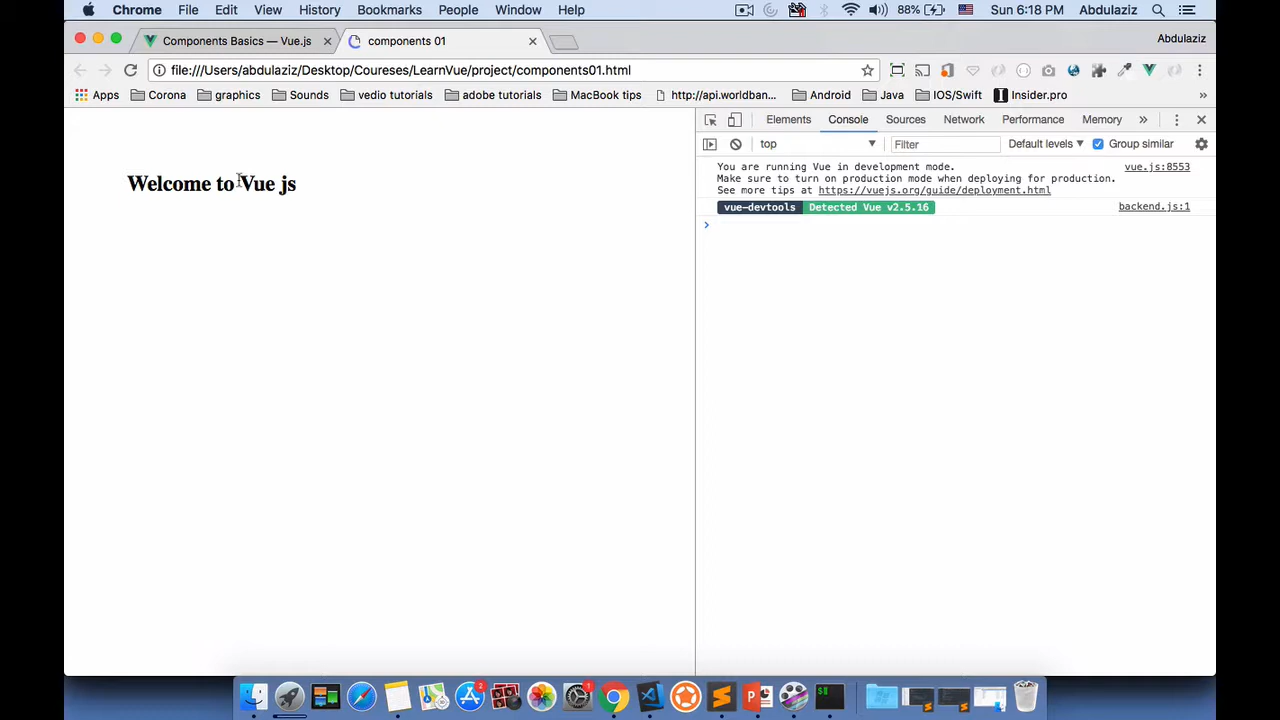 Chrome File Edit View History Bookmarks People Window Help 88% Sun 6:18 PM Abdulaziz
Components Basics — Vue.js components 01 Abdulaziz
file:///Users/abdulaziz/Desktop/Coureses/LearnVue/project/components01.html
Apps Corona graphics Sounds vedio tutorials adobe tutorials MacBook tips http://api.worldban... Android Java IOS/Swift Insider.pro »
Elements Console Sources Network Performance Memory »
top Filter Default levels Group similar
You are running Vue in development mode. vue.js:8553
Make sure to turn on production mode when deploying for production.
See more tips at https://vuejs.org/guide/deployment.html
vue-devtools Detected Vue v2.5.16 backend.js:1
Welcome to Vue js
2 1